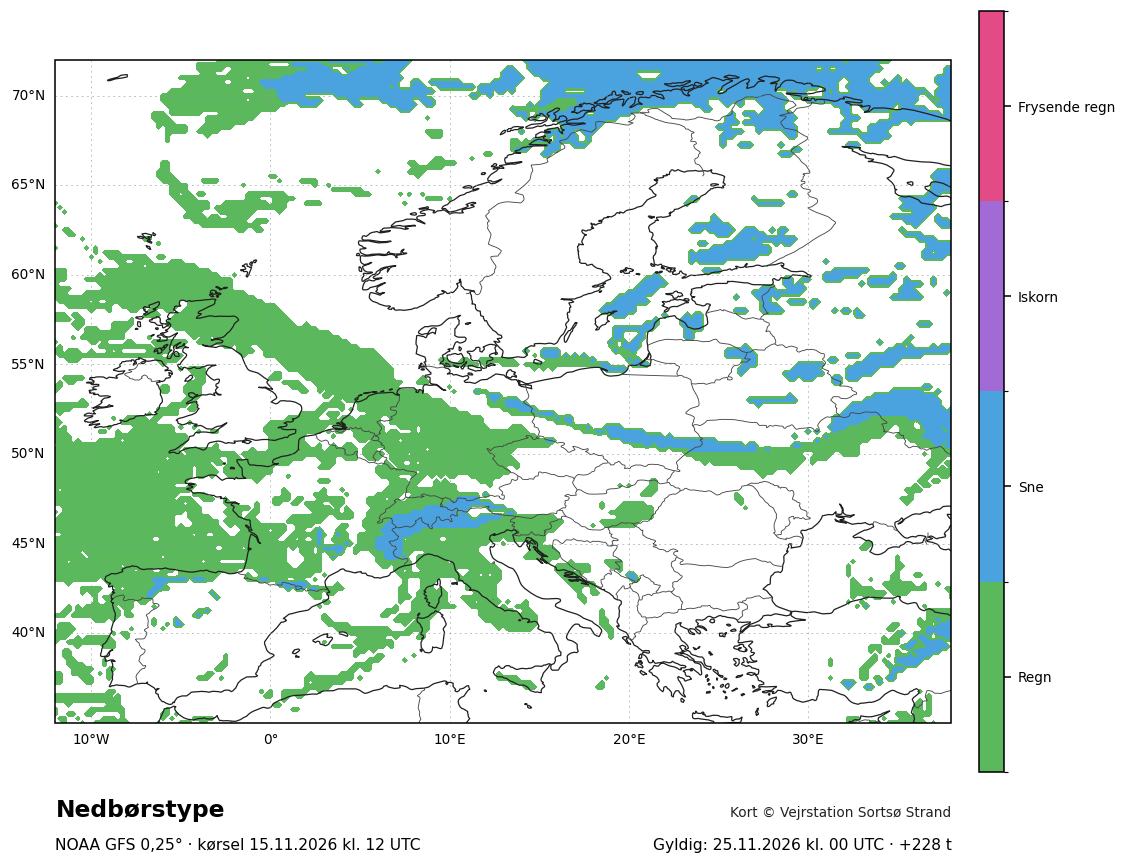 70°N
65°N
60°N
55°N
50°N
45°N
40°N
10°W
0°
10°E
20°E
30°E
Frysende regn
Iskorn
Sne
Regn
Nedbørstype
Kort © Vejrstation Sortsø Strand
NOAA GFS 0,25° · kørsel 15.11.2026 kl. 12 UTC
Gyldig: 25.11.2026 kl. 00 UTC · +228 t